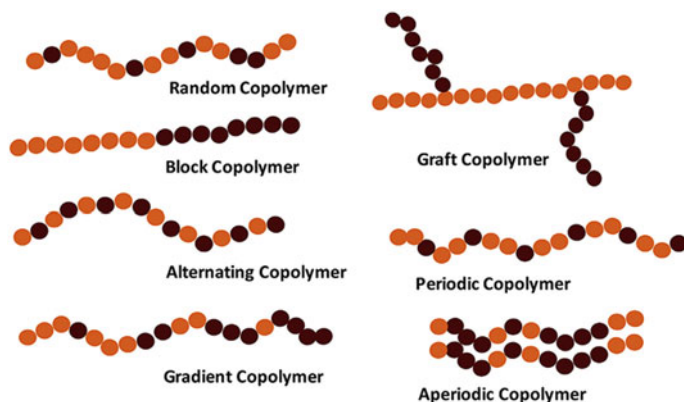 Random Copolymer
Block Copolymer
Alternating Copolymer
Gradient Copolymer
Graft Copolymer
Periodic Copolymer
Aperiodic Copolymer